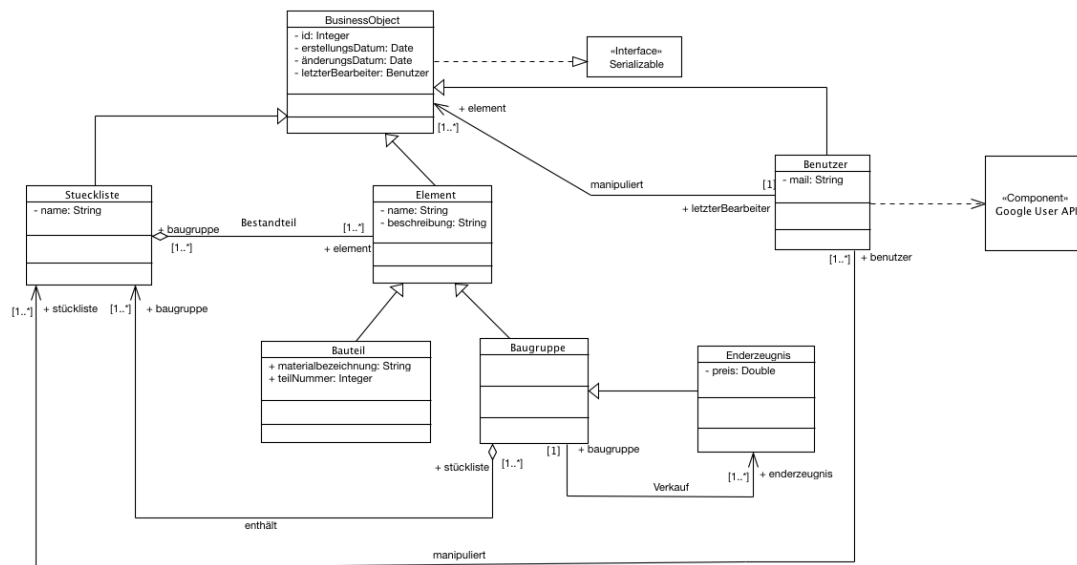 BusinessObject
- id: Integer
- erstellungsDatum: Date
- änderungsDatum: Date
- letzterBearbeiter: Benutzer
«Interface»
Serializable
+ element
[1..*]
Stueckliste
- name: String
Element
- name: String
- beschreibung: String
manipuliert
[1]
+ letzterBearbeiter
Benutzer
- mail: String
«Component»
Google User API
+ baugruppe
[1..*]
Bestandteil
[1..*]
+ element
[1..*]
+ benutzer
[1..*]
+ stückliste
[1..*]
+ baugruppe
Bauteil
+ materialbezeichnung: String
+ teilNummer: Integer
Baugruppe
Enderzeugnis
- preis: Double
+ stückliste
[1..*]
[1]
+ baugruppe
[1..*]
+ enderzeugnis
Verkauf
enthält
manipuliert